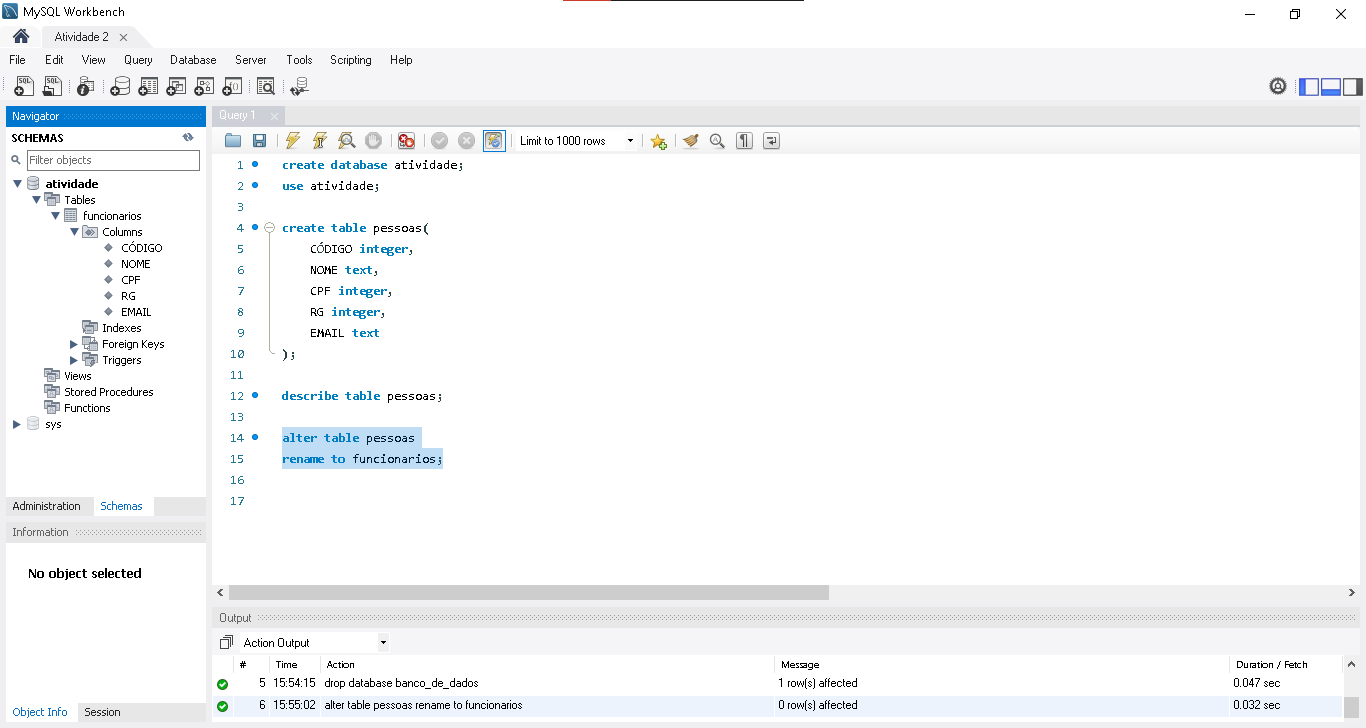 MySQL Workbench
Atividade 2
File Edit View Query Database Server Tools Scripting Help
Navigator
SCHEMAS
Filter objects
atividade
Tables
funcionarios
Columns
CÓDIGO
NOME
CPF
RG
EMAIL
Indexes
Foreign Keys
Triggers
Views
Stored Procedures
Functions
sys
Administration Schemas
Information
No object selected
Object Info Session
Query 1
Limit to 1000 rows
1 create database atividade;
2 use atividade;
3
4 create table pessoas(
5 CÓDIGO integer,
6 NOME text,
7 CPF integer,
8 RG integer,
9 EMAIL text
10 );
11
12 describe table pessoas;
13
14 alter table pessoas
15 rename to funcionarios;
16
17
Output
Action Output
# Time Action Message Duration / Fetch
5 15:54:15 drop database banco_de_dados 1 row(s) affected 0.047 sec
6 15:55:02 alter table pessoas rename to funcionarios 0 row(s) affected 0.032 sec